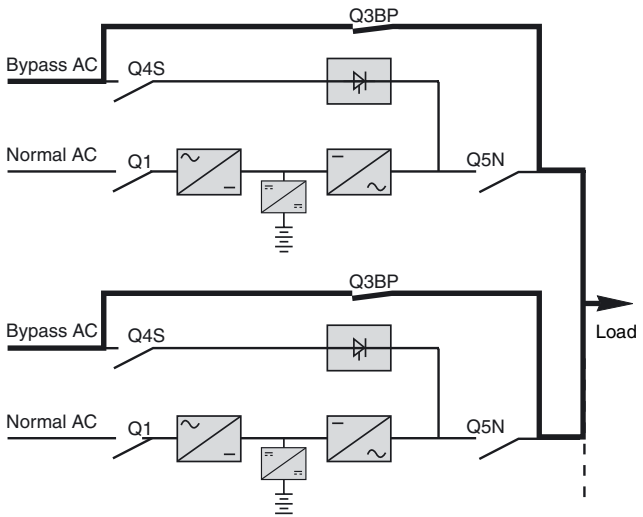 Q3BP
Bypass AC
Q4S
Normal AC
Q1
Q5N
Q3BP
Load
Bypass AC
Q4S
Normal AC
Q1
Q5N